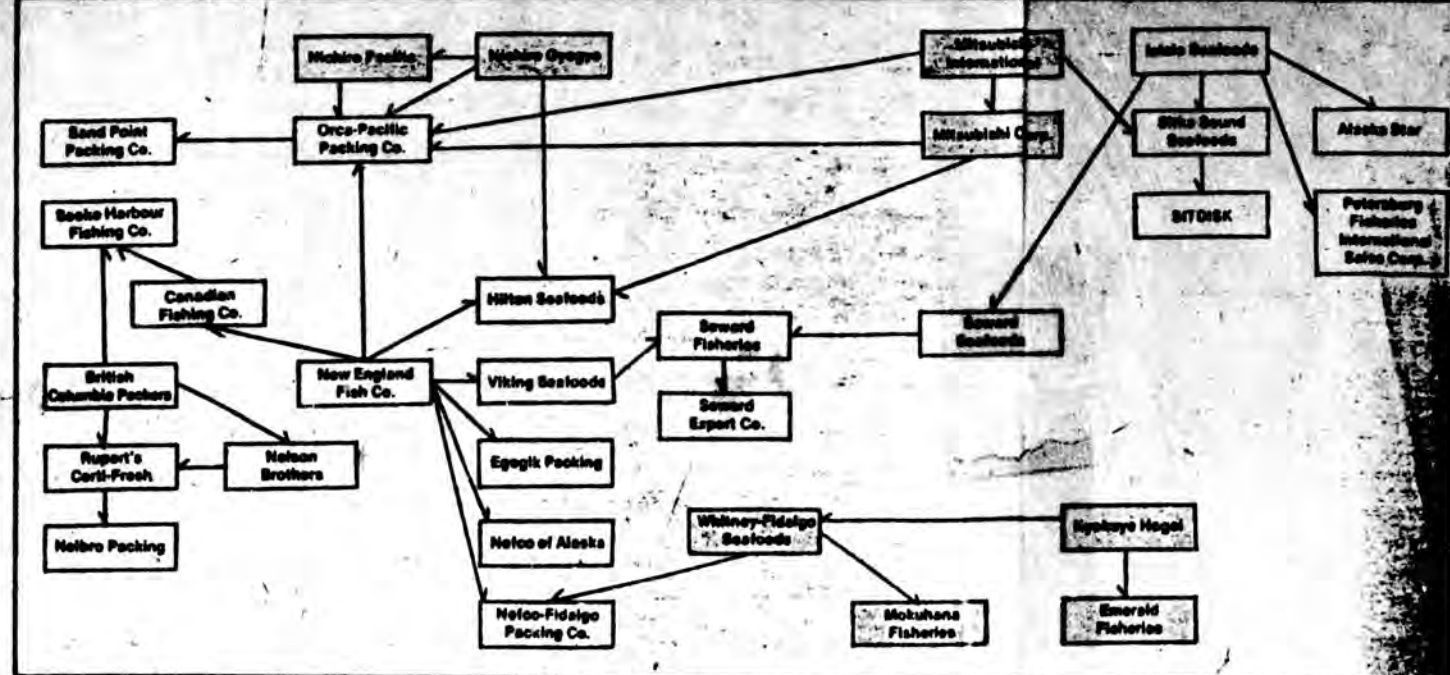 Nichiro Pacific
Nichiro Gyogyo
Mitsubishi
International
Seafoods
Sand Point
Packing Co.
Orca-Pacific
Packing Co.
Mitsubishi Corp.
Sitka Sound
Seafoods
Alaska Star
Sooke Harbour
Fishing Co.
SITDISK
Petersburg
Fisheries
International
Sales Corp.
Canadian
Fishing Co.
Hilton Seafoods
Seward
Fisheries
Seward
Seafoods
British
Columbia Packers
New England
Fish Co.
Viking Seafoods
Seward
Export Co.
Rupert's
Certi-Fresh
Nelson
Brothers
Egegik Packing
Nelbro Packing
Nefco of Alaska
Whitney-Fidalgo
Seafoods
Kyokuyo Hogei
Nefco-Fidalgo
Packing Co.
Mokuhana
Fisheries
Emerald
Fisheries